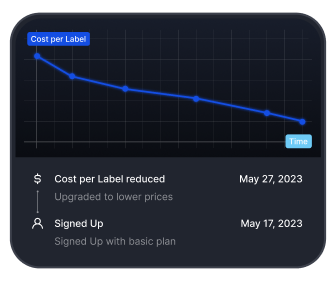 Cost per Label
Time
Cost per Label reduced May 27, 2023
Upgraded to lower prices
Signed Up May 17, 2023
Signed Up with basic plan